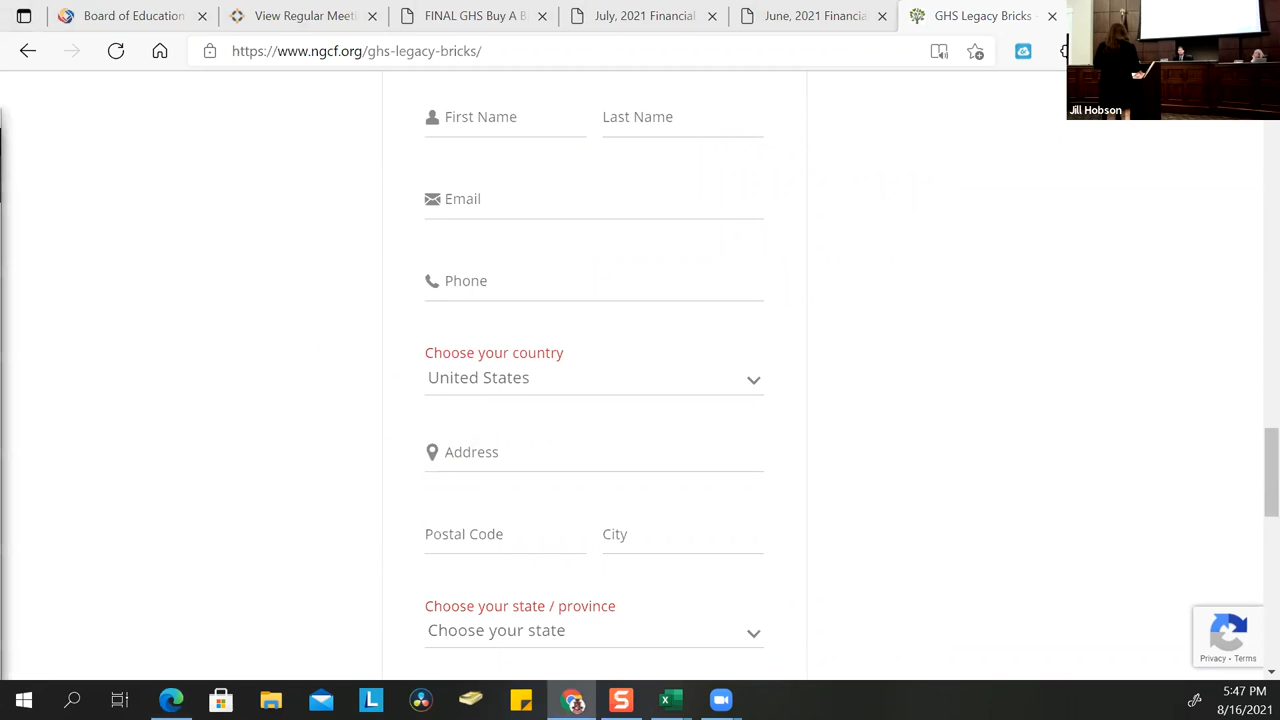 Board of Education
View Regular Meeti
FINAL GHS Buy A B
July, 2021 Financial
June, 2021 Financia
GHS Legacy Bricks -
https://www.ngcf.org/ghs-legacy-bricks/
Jill Hobson
First Name
Last Name
Email
Phone
Choose your country
United States
Address
Postal Code
City
Choose your state / province
Choose your state
Privacy - Terms
L
S
5:47 PM
8/16/2021